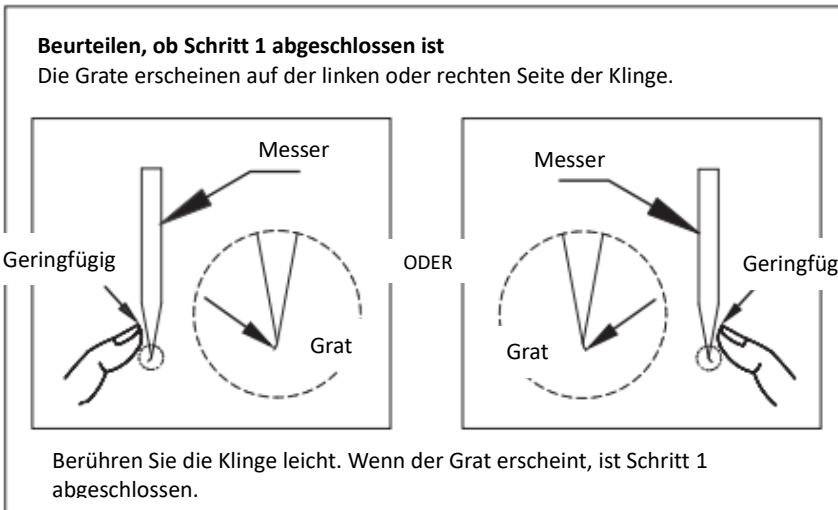 Beurteilen, ob Schritt 1 abgeschlossen ist
Die Grate erscheinen auf der linken oder rechten Seite der Klinge.
Messer
Geringfügig
Grat
ODER
Messer
Geringfüg
Grat
Berühren Sie die Klinge leicht. Wenn der Grat erscheint, ist Schritt 1
abgeschlossen.